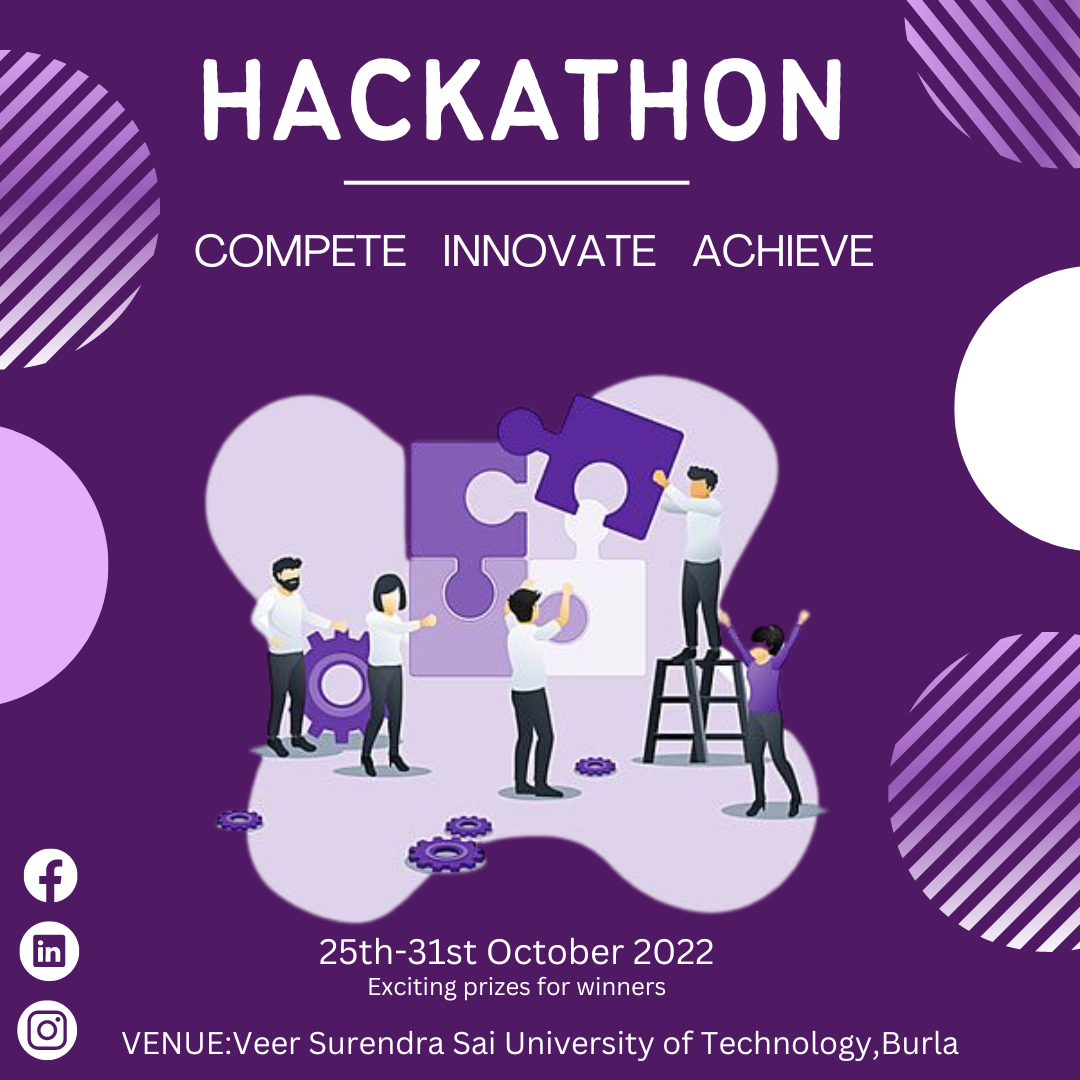 HACKATHON
COMPETE INNOVATE ACHIEVE
25th-31st October 2022
Exciting prizes for winners
VENUE:Veer Surendra Sai University of Technology,Burla